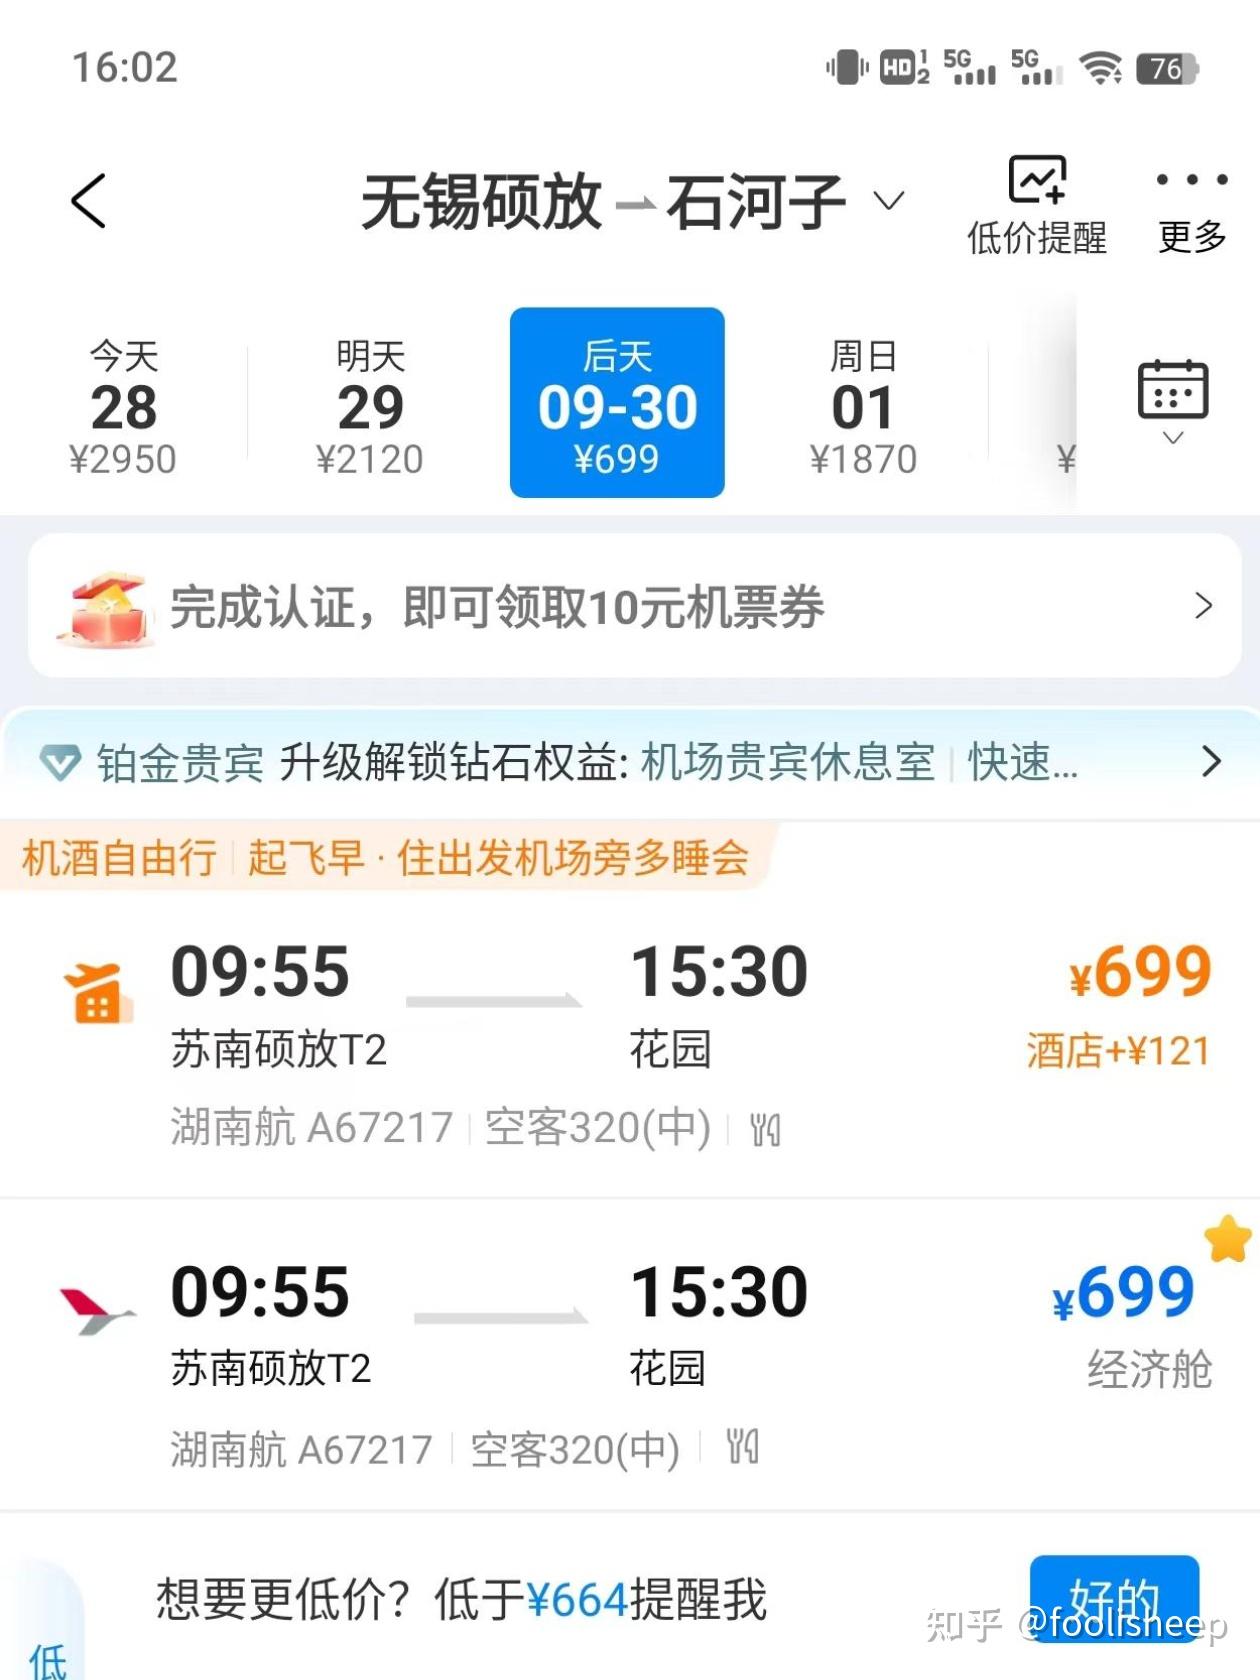 16:02
HD 1 2 5G 5G 76
无锡硕放 石河子
低价提醒 更多
今天 明天 后天 周日
28 29 09-30 01
¥2950 ¥2120 ¥699 ¥1870 ¥
完成认证，即可领取10元机票券
铂金贵宾 升级解锁钻石权益: 机场贵宾休息室 | 快速...
机酒自由行 | 起飞早 · 住出发机场旁多睡会
09:55 15:30 ¥699
苏南硕放T2 花园 酒店+¥121
湖南航 A67217 | 空客320(中)
09:55 15:30 ¥699
苏南硕放T2 花园 经济舱
湖南航 A67217 | 空客320(中)
想要更低价？低于¥664提醒我 好的
知乎 @foolisheep
低